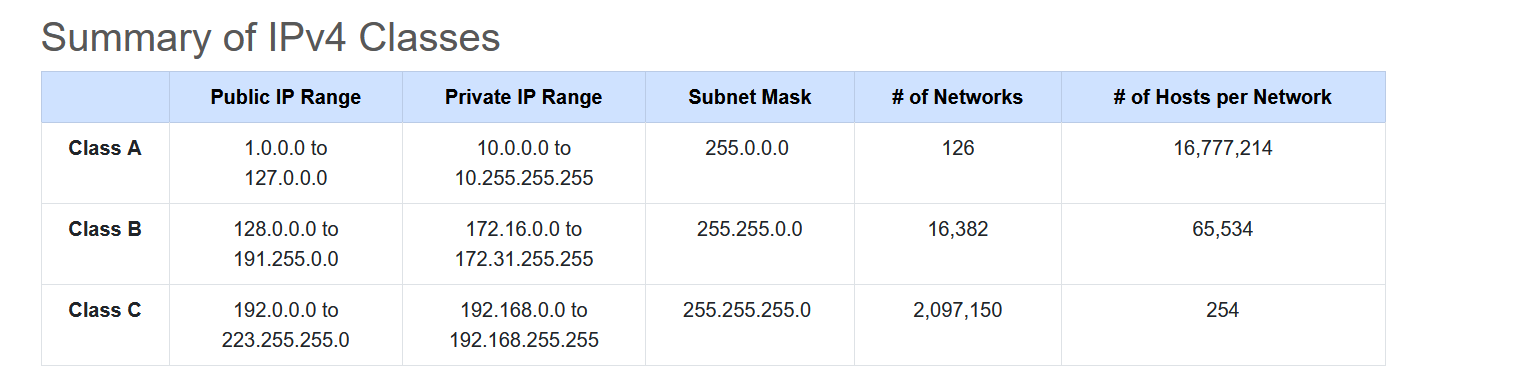 Summary of IPv4 Classes
Public IP Range Private IP Range Subnet Mask # of Networks # of Hosts per Network
Class A 1.0.0.0 to 10.0.0.0 to 255.0.0.0 126 16,777,214
127.0.0.0 10.255.255.255
Class B 128.0.0.0 to 172.16.0.0 to 255.255.0.0 16,382 65,534
191.255.0.0 172.31.255.255
Class C 192.0.0.0 to 192.168.0.0 to 255.255.255.0 2,097,150 254
223.255.255.0 192.168.255.255